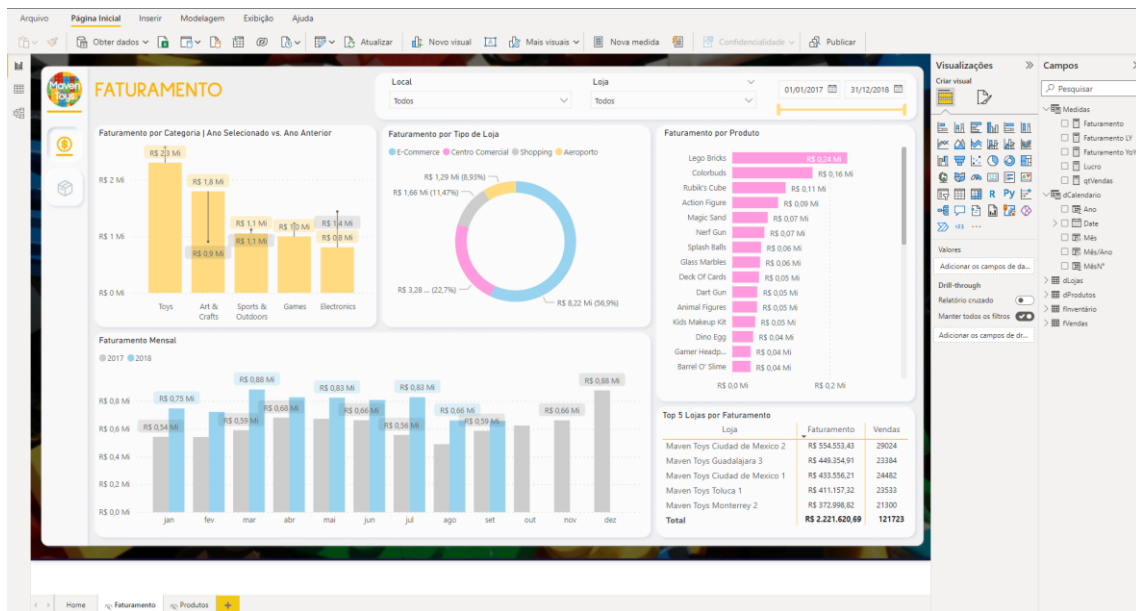 Arquivo Página Inicial Inserir Modelagem Exibição Ajuda
Obter dados Atualizar Novo visual Mais visuais Nova medida Confidencialidade Publicar
Maven Toys
FATURAMENTO
Local
Todos
Loja
Todos
01/01/2017 31/12/2018
Faturamento por Categoria | Ano Selecionado vs. Ano Anterior
R$ 2 Mi
R$ 1 Mi
R$ 0 Mi
R$ 2,3 Mi
R$ 1,8 Mi
R$ 0,9 Mi
R$ 1,1 Mi
R$ 1,1 Mi
R$ 1,0 Mi
R$ 1,4 Mi
R$ 0,8 Mi
Toys Art & Crafts Sports & Outdoors Games Electronics
Faturamento por Tipo de Loja
E-Commerce Centro Comercial Shopping Aeroporto
R$ 1,29 Mi (8,93%)
R$ 1,66 Mi (11,47%)
R$ 3,28 ... (22,7%)
R$ 8,22 Mi (56,9%)
Faturamento por Produto
Lego Bricks R$ 0,24 Mi
Colorbuds R$ 0,16 Mi
Rubik's Cube R$ 0,11 Mi
Action Figure R$ 0,09 Mi
Magic Sand R$ 0,07 Mi
Nerf Gun R$ 0,07 Mi
Splash Balls R$ 0,06 Mi
Glass Marbles R$ 0,06 Mi
Deck Of Cards R$ 0,05 Mi
Dart Gun R$ 0,05 Mi
Animal Figures R$ 0,05 Mi
Kids Makeup Kit R$ 0,05 Mi
Dino Egg R$ 0,04 Mi
Gamer Headp... R$ 0,04 Mi
Barrel O' Slime R$ 0,04 Mi
R$ 0,0 Mi R$ 0,2 Mi
Faturamento Mensal
2017 2018
R$ 0,8 Mi
R$ 0,6 Mi
R$ 0,4 Mi
R$ 0,2 Mi
R$ 0,0 Mi
R$ 0,54 Mi R$ 0,75 Mi R$ 0,59 Mi R$ 0,88 Mi R$ 0,68 Mi R$ 0,83 Mi R$ 0,66 Mi R$ 0,56 Mi R$ 0,83 Mi R$ 0,66 Mi R$ 0,59 Mi R$ 0,66 Mi R$ 0,88 Mi
jan fev mar abr mai jun jul ago set out nov dez
Top 5 Lojas por Faturamento
Loja Faturamento Vendas
Maven Toys Ciudad de Mexico 2 R$ 554.553,43 29024
Maven Toys Guadalajara 3 R$ 449.354,91 23384
Maven Toys Ciudad de Mexico 1 R$ 433.556,21 24482
Maven Toys Toluca 1 R$ 411.157,32 23533
Maven Toys Monterrey 2 R$ 372.998,82 21300
Total R$ 2.221.620,69 121723
Visualizações
Criar visual
R Py
123
Valores
Adicionar os campos de da...
Drill-through
Relatório cruzado
Manter todos os filtros
Adicionar os campos de dr...
Campos
Pesquisar
Medidas
Faturamento
Faturamento LY
Faturamento YoY
Lucro
qtVendas
dCalendario
Ano
Date
Mês
Mês/Ano
MêsNº
dLojas
dProdutos
fInventário
fVendas
Home Faturamento Produtos +